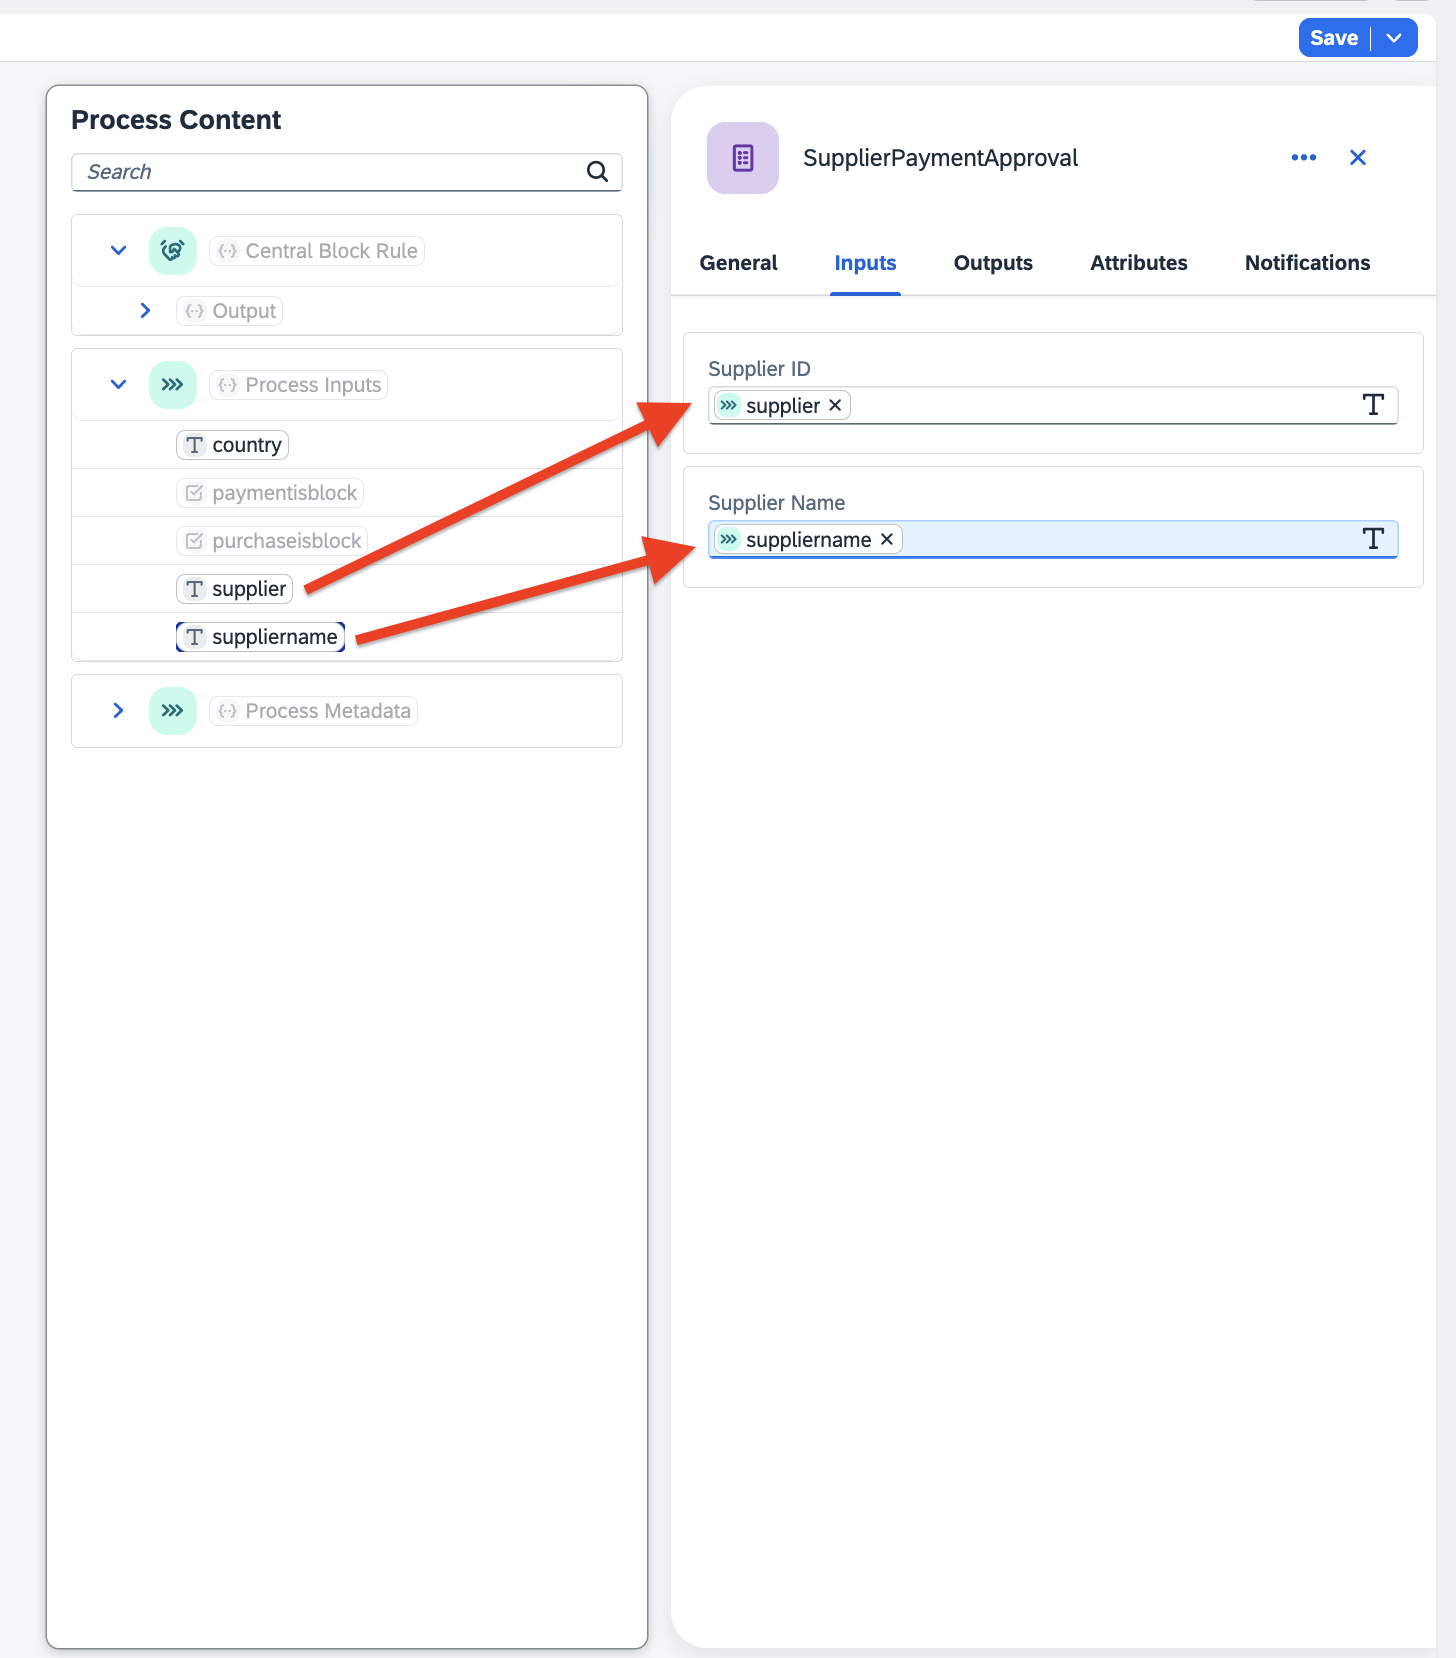 Save
Process Content
Search
Central Block Rule
Output
Process Inputs
country
paymentisblock
purchaseisblock
supplier
suppliername
Process Metadata
SupplierPaymentApproval
General Inputs Outputs Attributes Notifications
Supplier ID
supplier
Supplier Name
suppliername